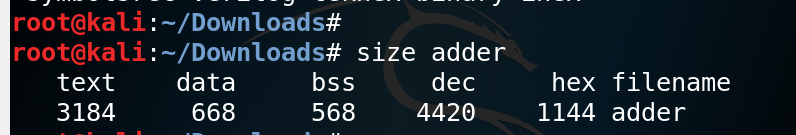 root@kali:~/Downloads#
root@kali:~/Downloads# size adder
text data bss dec hex filename
3184 668 568 4420 1144 adder